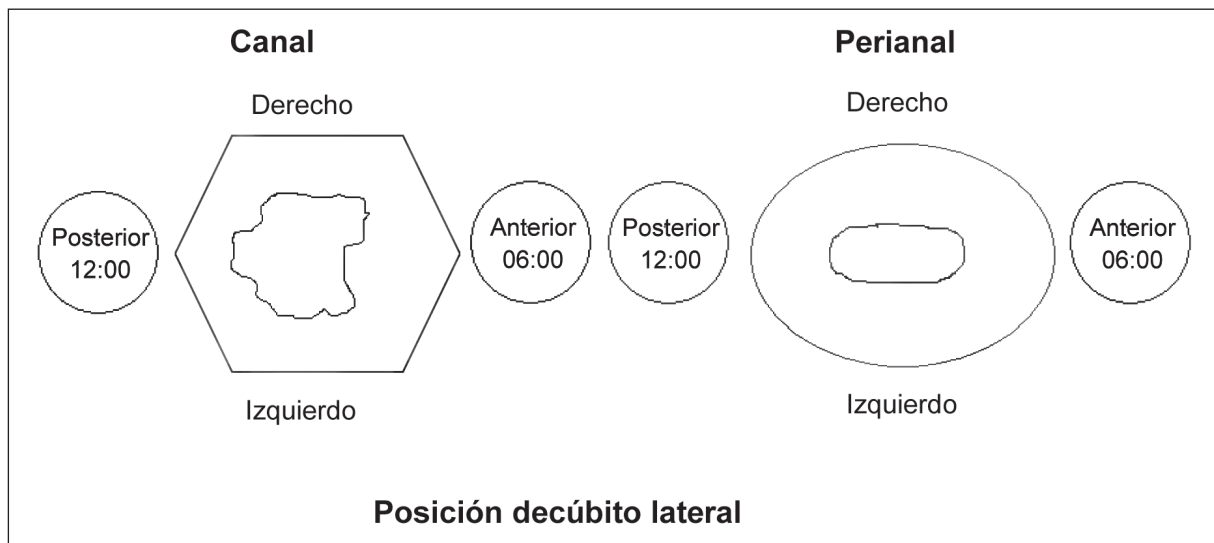 Canal
Derecho
Posterior
12:00
Anterior
06:00
Izquierdo
Perianal
Derecho
Posterior
12:00
Anterior
06:00
Izquierdo
Posición decúbito lateral